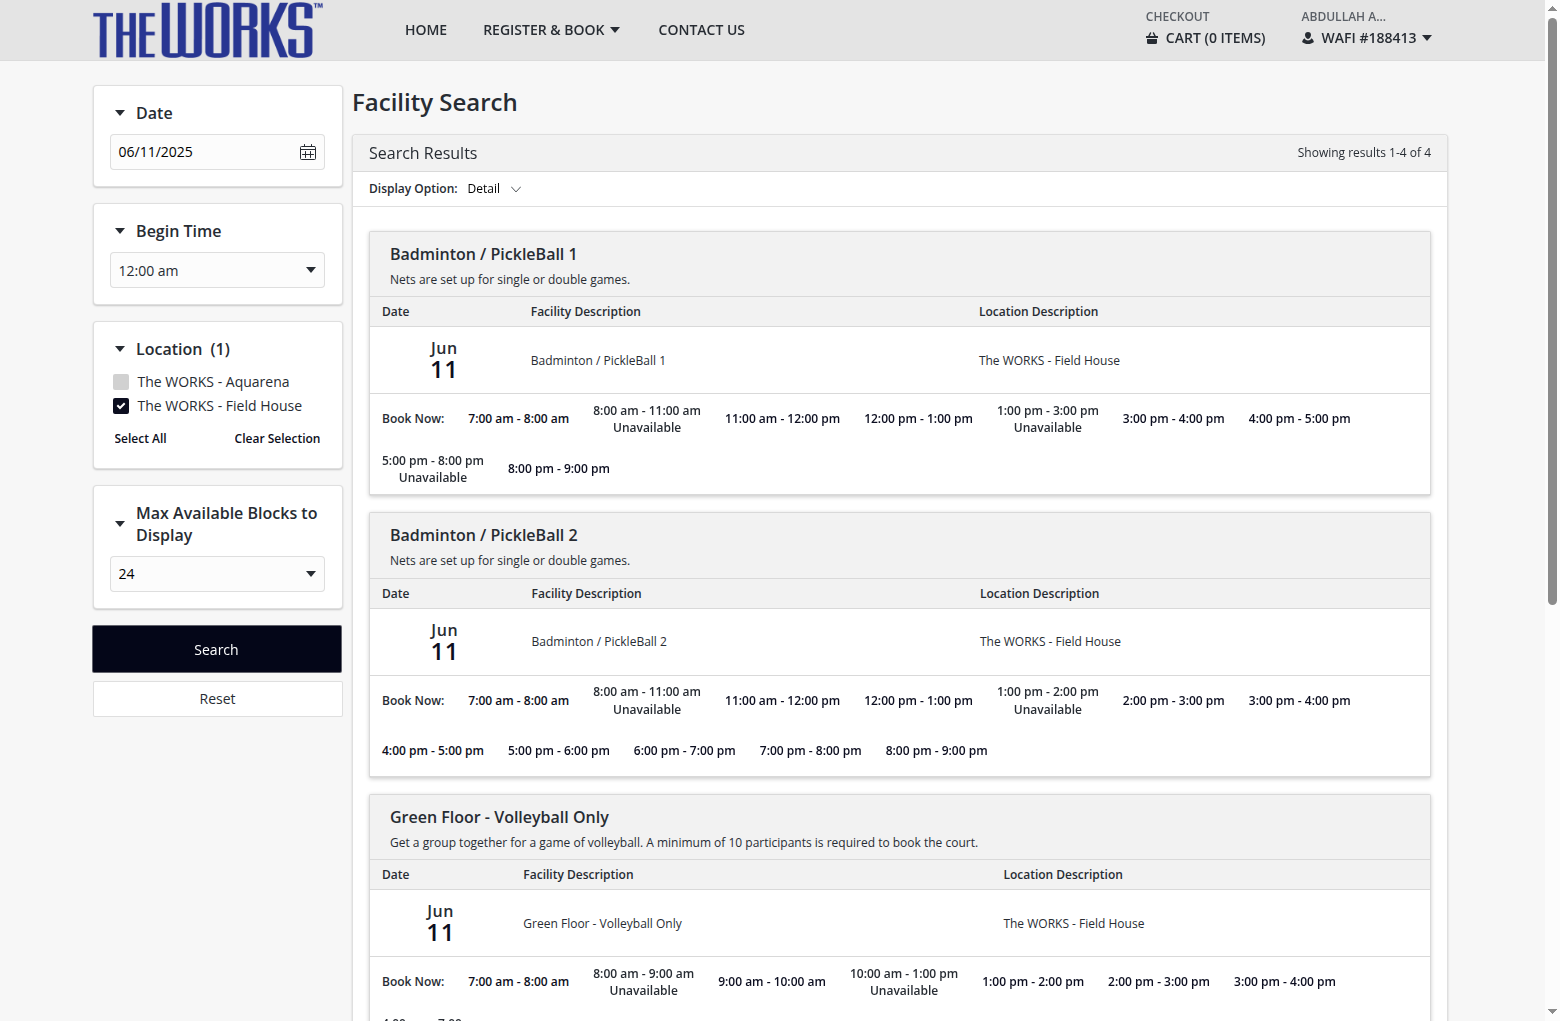 THE WORKS™
HOME
REGISTER & BOOK
CONTACT US
CHECKOUT
CART (0 ITEMS)
ABDULLAH A...
WAFI #188413
Date
06/11/2025
Begin Time
12:00 am
Location (1)
The WORKS - Aquarena
The WORKS - Field House
Select All
Clear Selection
Max Available Blocks to
Display
24
Search
Reset
Facility Search
Search Results
Showing results 1-4 of 4
Display Option: Detail
Badminton / PickleBall 1
Nets are set up for single or double games.
Date Facility Description Location Description
Jun
11
Badminton / PickleBall 1
The WORKS - Field House
Book Now:
7:00 am - 8:00 am
8:00 am - 11:00 am
Unavailable
11:00 am - 12:00 pm
12:00 pm - 1:00 pm
1:00 pm - 3:00 pm
Unavailable
3:00 pm - 4:00 pm
4:00 pm - 5:00 pm
5:00 pm - 8:00 pm
Unavailable
8:00 pm - 9:00 pm
Badminton / PickleBall 2
Nets are set up for single or double games.
Date Facility Description Location Description
Jun
11
Badminton / PickleBall 2
The WORKS - Field House
Book Now:
7:00 am - 8:00 am
8:00 am - 11:00 am
Unavailable
11:00 am - 12:00 pm
12:00 pm - 1:00 pm
1:00 pm - 2:00 pm
Unavailable
2:00 pm - 3:00 pm
3:00 pm - 4:00 pm
4:00 pm - 5:00 pm
5:00 pm - 6:00 pm
6:00 pm - 7:00 pm
7:00 pm - 8:00 pm
8:00 pm - 9:00 pm
Green Floor - Volleyball Only
Get a group together for a game of volleyball. A minimum of 10 participants is required to book the court.
Date Facility Description Location Description
Jun
11
Green Floor - Volleyball Only
The WORKS - Field House
Book Now:
7:00 am - 8:00 am
8:00 am - 9:00 am
Unavailable
9:00 am - 10:00 am
10:00 am - 1:00 pm
Unavailable
1:00 pm - 2:00 pm
2:00 pm - 3:00 pm
3:00 pm - 4:00 pm